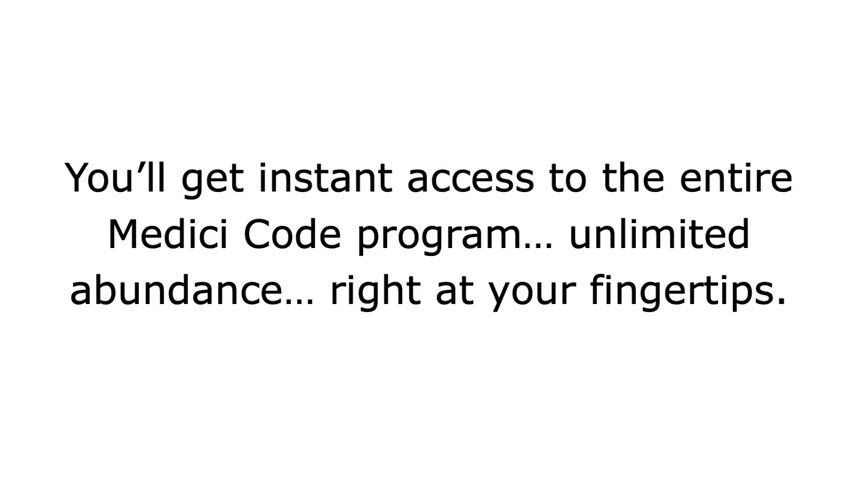 You’ll get instant access to the entire
Medici Code program… unlimited
abundance… right at your fingertips.